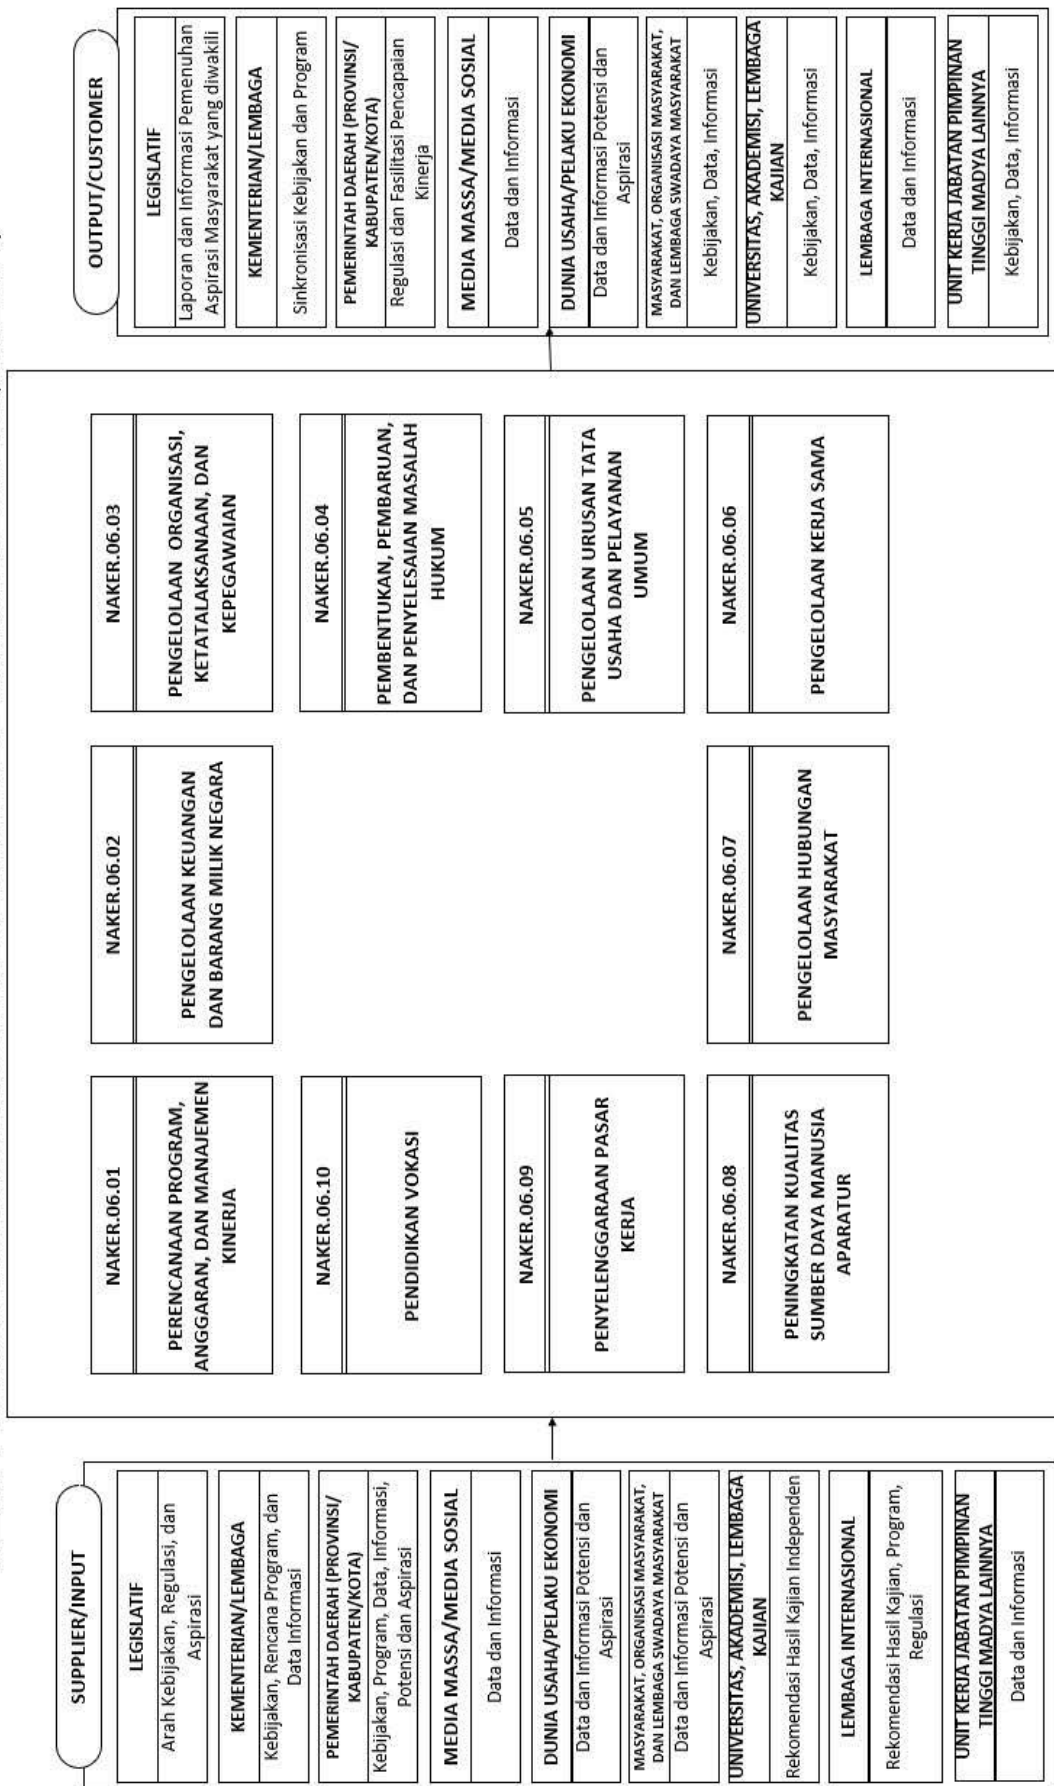 SUPPLIER/INPUT
LEGISLATIF
Arah Kebijakan, Regulasi, dan
Aspirasi
KEMENTERIAN/LEMBAGA
Kebijakan, Rencana Program, dan
Data Informasi
PEMERINTAH DAERAH (PROVINSI/
KABUPATEN/KOTA)
Kebijakan, Program, Data, Informasi,
Potensi dan Aspirasi
MEDIA MASSA/MEDIA SOSIAL
Data dan Informasi
DUNIA USAHA/PELAKU EKONOMI
Data dan Informasi Potensi dan
Aspirasi
MASYARAKAT, ORGANISASI MASYARAKAT,
DAN LEMBAGA SWADAYA MASYARAKAT
Data dan Informasi Potensi dan
Aspirasi
UNIVERSITAS, AKADEMISI, LEMBAGA
KAJIAN
Rekomendasi Hasil Kajian Independen
LEMBAGA INTERNASIONAL
Rekomendasi Hasil Kajian, Program,
Regulasi
UNIT KERJA JABATAN PIMPINAN
TINGGI MADYA LAINNYA
Data dan Informasi
NAKER.06.01
PERENCANAAN PROGRAM,
ANGGARAN, DAN MANAJEMEN
KINERJA
NAKER.06.02
PENGELOLAAN KEUANGAN
DAN BARANG MILIK NEGARA
NAKER.06.03
PENGELOLAAN ORGANISASI,
KETATALAKSANAAN, DAN
KEPEGAWAIAN
NAKER.06.10
PENDIDIKAN VOKASI
NAKER.06.04
PEMBENTUKAN, PEMBARUAN,
DAN PENYELESAIAN MASALAH
HUKUM
NAKER.06.09
PENYELENGGARAAN PASAR
KERJA
NAKER.06.05
PENGELOLAAN URUSAN TATA
USAHA DAN PELAYANAN
UMUM
NAKER.06.08
PENINGKATAN KUALITAS
SUMBER DAYA MANUSIA
APARATUR
NAKER.06.07
PENGELOLAAN HUBUNGAN
MASYARAKAT
NAKER.06.06
PENGELOLAAN KERJA SAMA
OUTPUT/CUSTOMER
LEGISLATIF
Laporan dan Informasi Pemenuhan
Aspirasi Masyarakat yang diwakili
KEMENTERIAN/LEMBAGA
Sinkronisasi Kebijakan dan Program
PEMERINTAH DAERAH (PROVINSI/
KABUPATEN/KOTA)
Regulasi dan Fasilitasi Pencapaian
Kinerja
MEDIA MASSA/MEDIA SOSIAL
Data dan Informasi
DUNIA USAHA/PELAKU EKONOMI
Data dan Informasi Potensi dan
Aspirasi
MASYARAKAT, ORGANISASI MASYARAKAT,
DAN LEMBAGA SWADAYA MASYARAKAT
Kebijakan, Data, Informasi
UNIVERSITAS, AKADEMISI, LEMBAGA
KAJIAN
Kebijakan, Data, Informasi
LEMBAGA INTERNASIONAL
Data dan Informasi
UNIT KERJA JABATAN PIMPINAN
TINGGI MADYA LAINNYA
Kebijakan, Data, Informasi